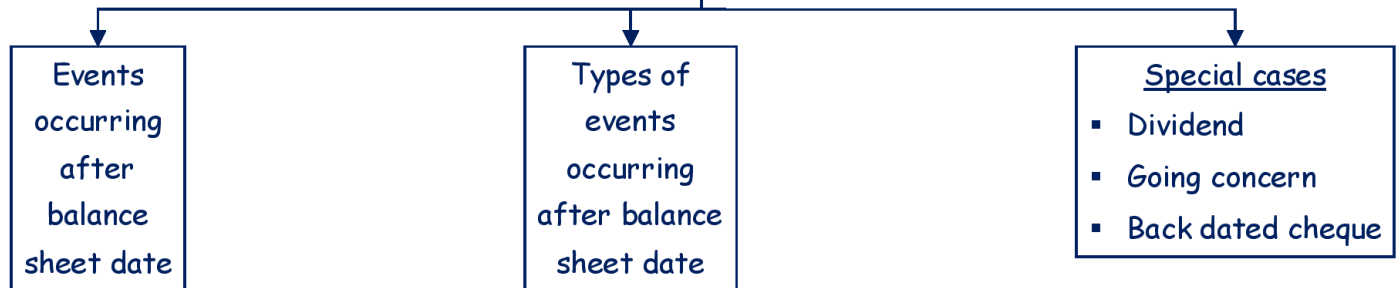 Events
occurring
after
balance
sheet date
Types of
events
occurring
after balance
sheet date
Special cases
▪ Dividend
▪ Going concern
▪ Back dated cheque